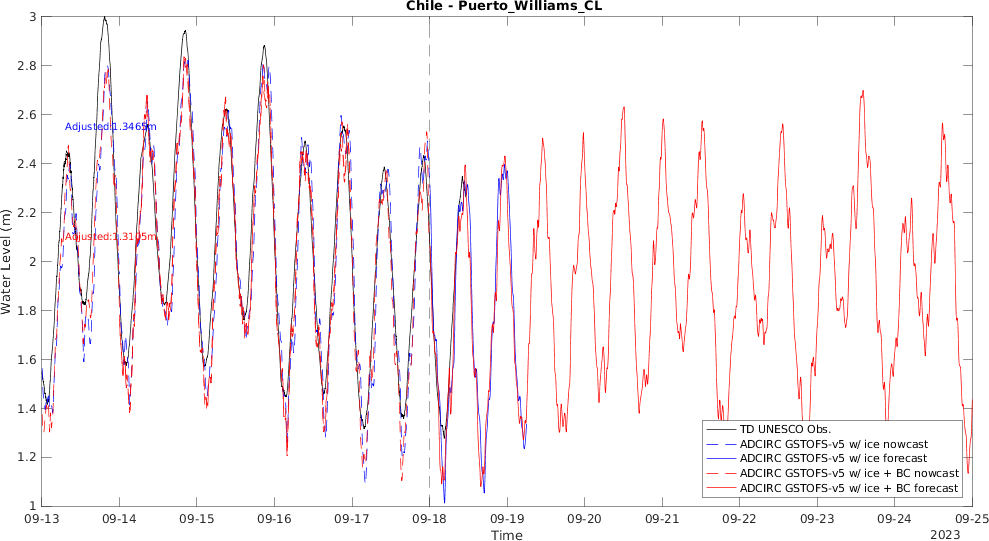 Chile - Puerto_Williams_CL
3
2.8
2.6
2.4
2.2
2
1.8
1.6
1.4
1.2
1
Water Level (m)
Adjusted:1.3465m
Adjusted:1.3105m
TD UNESCO Obs.
ADCIRC GSTOFS-v5 w/ ice nowcast
ADCIRC GSTOFS-v5 w/ ice forecast
ADCIRC GSTOFS-v5 w/ ice + BC nowcast
ADCIRC GSTOFS-v5 w/ ice + BC forecast
09-13 09-14 09-15 09-16 09-17 09-18 09-19 09-20 09-21 09-22 09-23 09-24 09-25
Time
2023